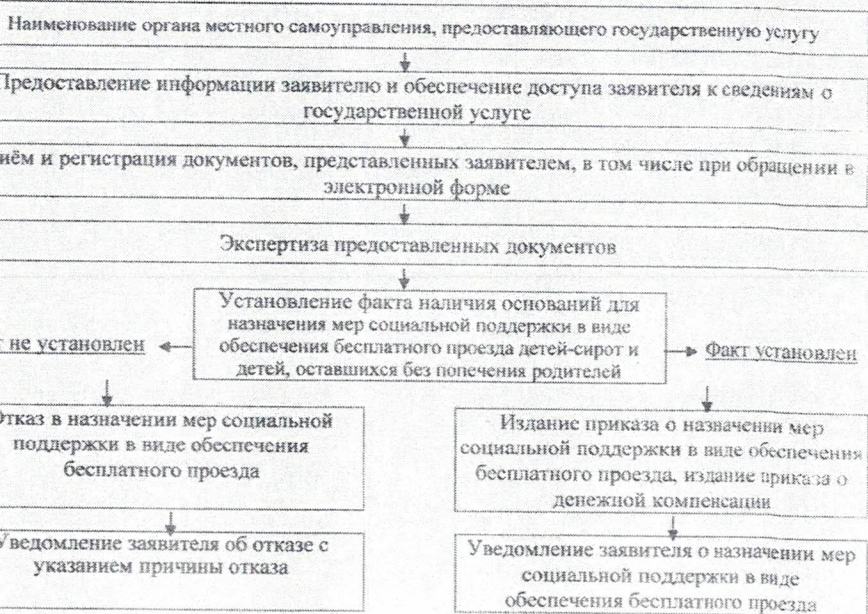 Наименование органа местного самоуправления, предоставляющего государственную услугу
Предоставление информации заявителю и обеспечение доступа заявителя к сведениям о
государственной услуге
иём и регистрация документов, представленных заявителем, в том числе при обращении в
электронной форме
Экспертиза предоставленных документов
Установление факта наличия оснований для
назначения мер социальной поддержки в виде
обеспечения бесплатного проезда детей-сирот и
детей, оставшихся без попечения родителей
т не установлен
Факт установлен
Отказ в назначении мер социальной
поддержки в виде обеспечения
бесплатного проезда
Издание приказа о назначении мер
социальной поддержки в виде обеспечения
бесплатного проезда, издание приказа о
денежной компенсации
Уведомление заявителя об отказе с
указанием причины отказа
Уведомление заявителя о назначении мер
социальной поддержки в виде
обеспечения бесплатного проезда